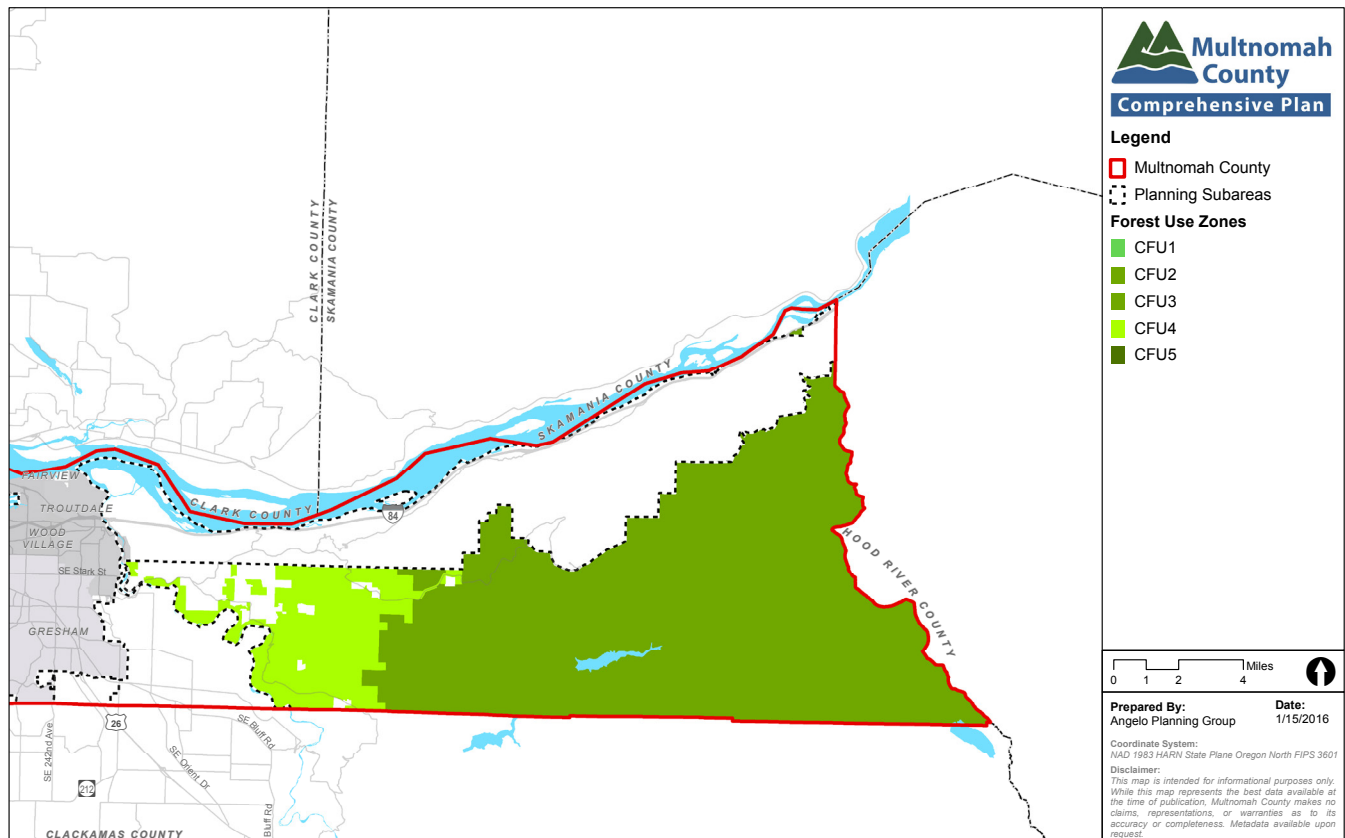 CLARK COUNTY
SKAMANIA COUNTY
SKAMANIA COUNTY
FAIRVIEW
TROUTDALE
CLARK COUNTY
84
WOOD
VILLAGE
SE Stark St.
HOOD RIVER COUNTY
GRESHAM
26
SE Bluff Rd
SE 242nd Ave
SE Orient. Dr
212
Bluff Rd
CLACKAMAS COUNTY
Multnomah
County
Comprehensive Plan
Legend
Multnomah County
Planning Subareas
Forest Use Zones
CFU1
CFU2
CFU3
CFU4
CFU5
Miles
0 1 2 4
Prepared By:
Angelo Planning Group
Date:
1/15/2016
Coordinate System:
NAD 1983 HARN State Plane Oregon North FIPS 3601
Disclaimer:
This map is intended for informational purposes only.
While this map represents the best data available at
the time of publication, Multnomah County makes no
claims, representations, or warranties as to its
accuracy or completeness. Metadata available upon
request.